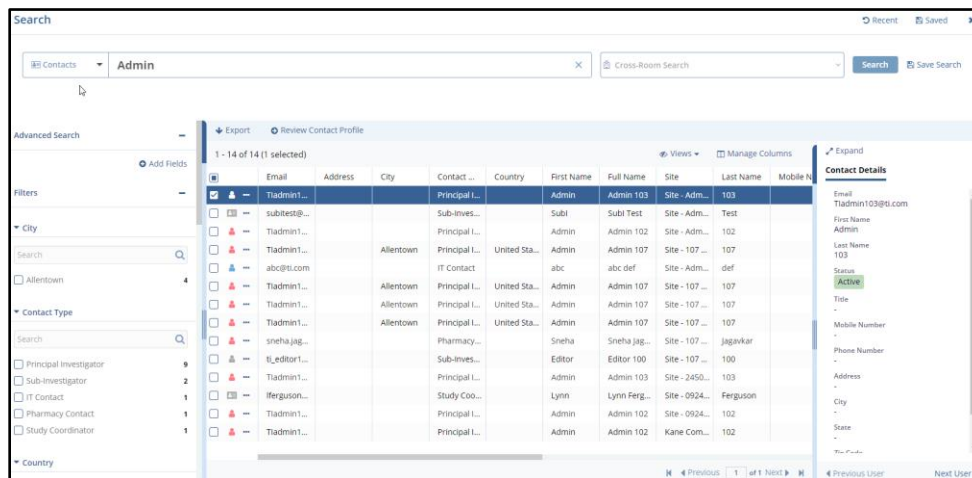 Search
Recent Saved
Contacts Admin Cross-Room Search Search Save Search
Advanced Search
Add Fields
Filters
City
Search
Allentown 4
Contact Type
Search
Principal Investigator 9
Sub-Investigator 2
IT Contact 1
Pharmacy Contact 1
Study Coordinator 1
Country
Export Review Contact Profile
1 - 14 of 14 (1 selected) Views Manage Columns
Email Address City Contact ... Country First Name Full Name Site Last Name Mobile N
TIadmin1... Principal I... Admin Admin 103 Site - Adm... 103
subitest@... Sub-Inves... SubI SubI Test Site - Adm... Test
TIadmin1... Principal I... Admin Admin 102 Site - Adm... 102
TIadmin1... Allentown Principal I... United Sta... Admin Admin 107 Site - 107 ... 107
abc@ti.com IT Contact abc abc def Site - Adm... def
TIadmin1... Allentown Principal I... United Sta... Admin Admin 107 Site - 107 ... 107
TIadmin1... Allentown Principal I... United Sta... Admin Admin 107 Site - 107 ... 107
TIadmin1... Allentown Principal I... United Sta... Admin Admin 107 Site - 107 ... 107
sneha.jag... Pharmacy... Sneha Sneha Jag... Site - 107 ... Jagavkar
ti_editor1... Sub-Inves... Editor Editor 100 Site - 107 ... 100
TIadmin1... Principal I... Admin Admin 103 Site - 2450... 103
lferguson... Study Coo... Lynn Lynn Ferg... Site - 0924... Ferguson
TIadmin1... Principal I... Admin Admin 102 Site - 0924... 102
TIadmin1... Principal I... Admin Admin 102 Kane Com... 102
Previous 1 of 1 Next
Expand
Contact Details
Email
TIadmin103@ti.com
First Name
Admin
Last Name
103
Status
Active
Title
-
Mobile Number
-
Phone Number
-
Address
-
City
-
State
-
Zip Code
Previous User Next User